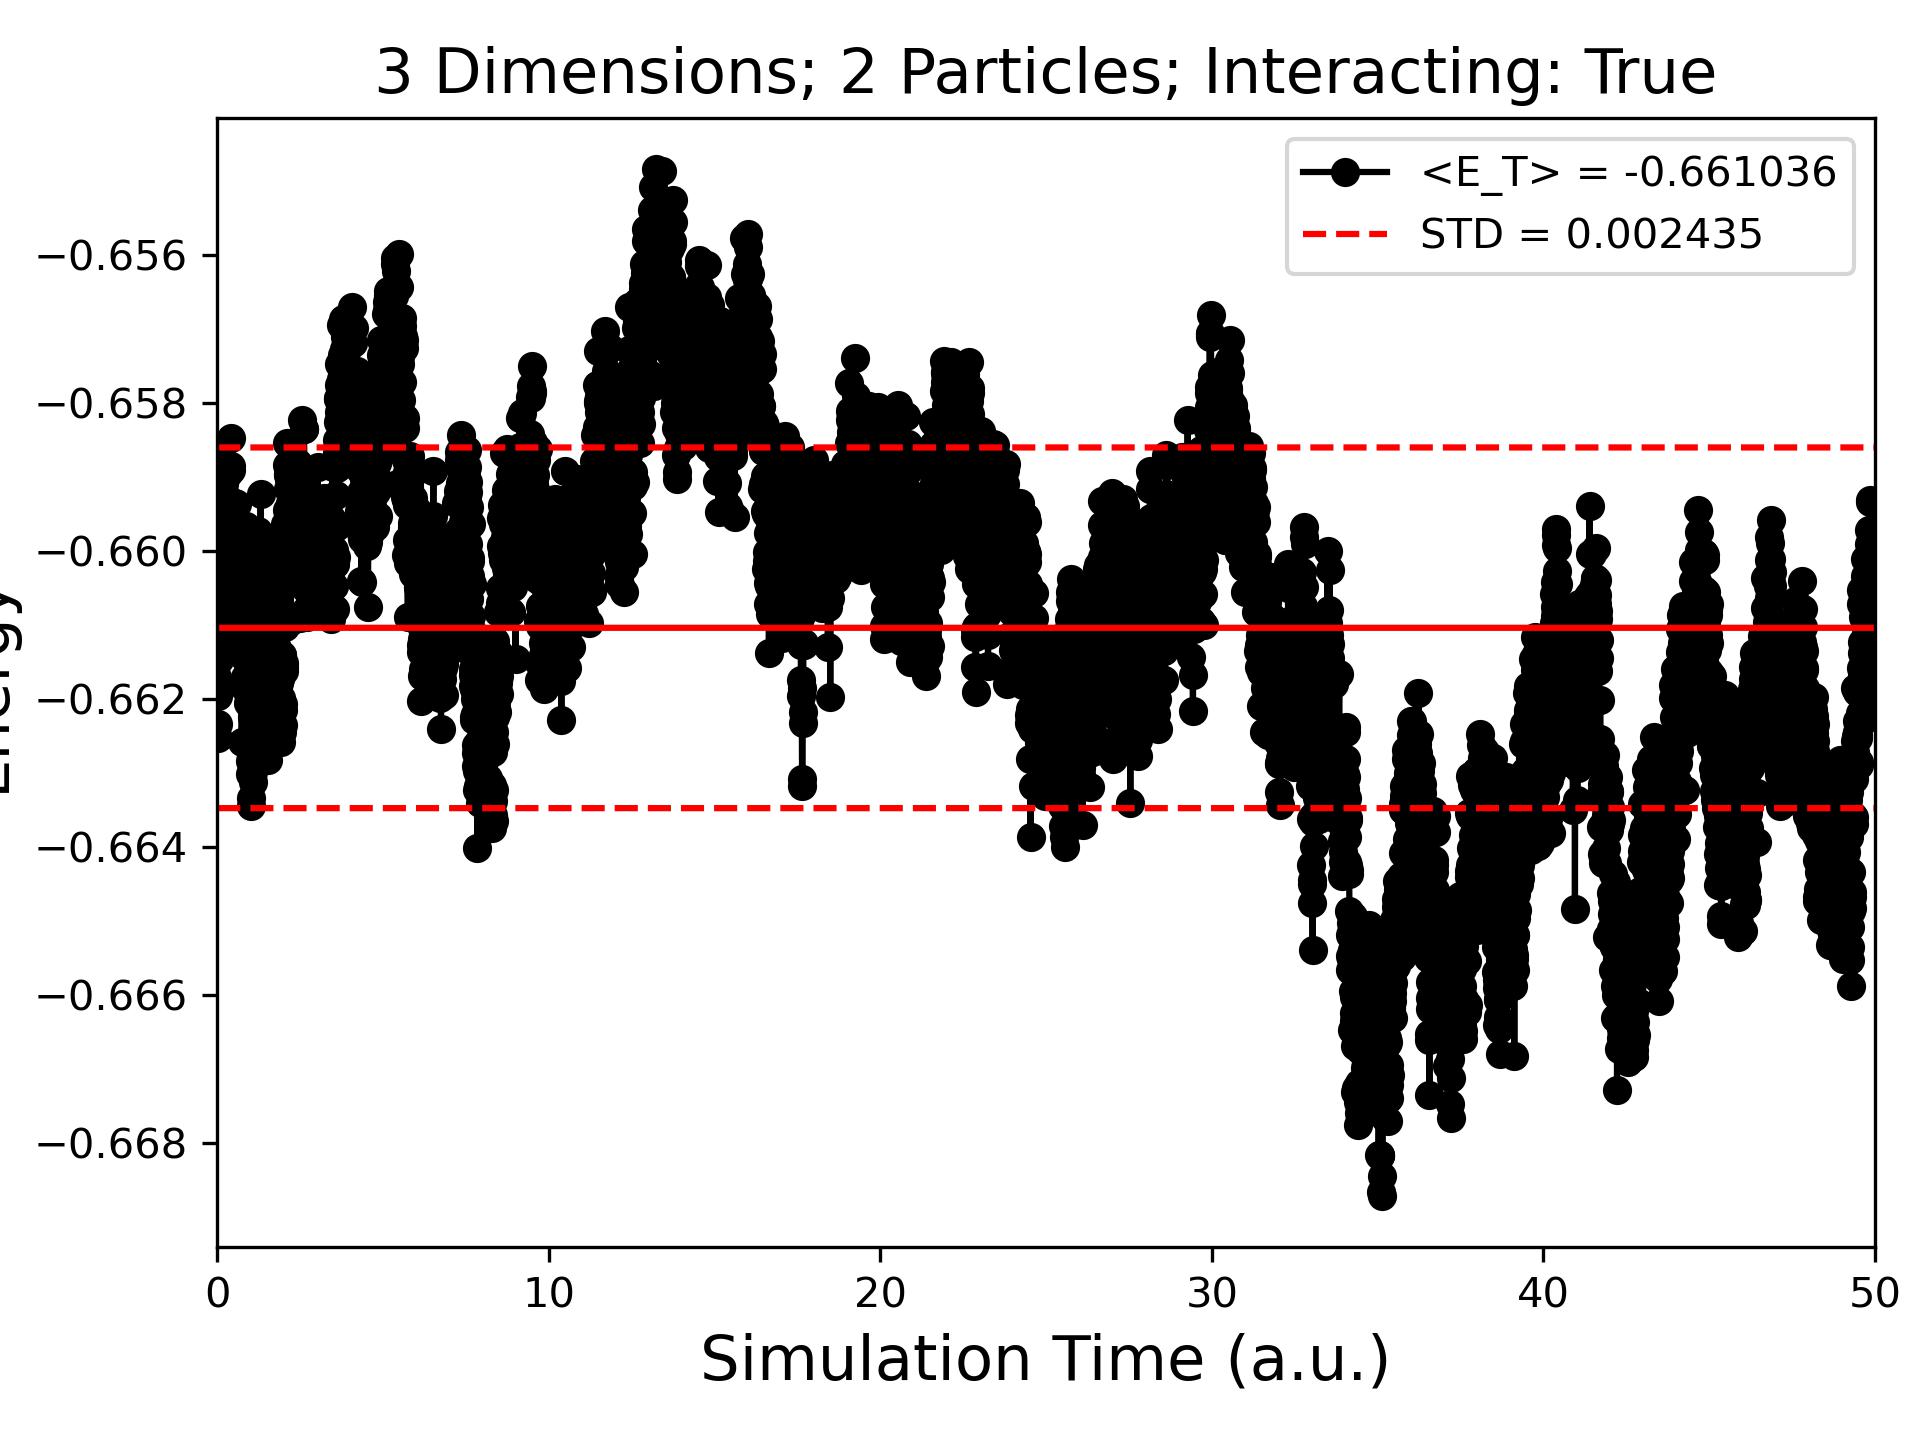 3 Dimensions; 2 Particles; Interacting: True
<E_T> = -0.661036
STD = 0.002435
−0.656
−0.658
−0.660
−0.662
−0.664
−0.666
−0.668
0 10 20 30 40 50
Simulation Time (a.u.)